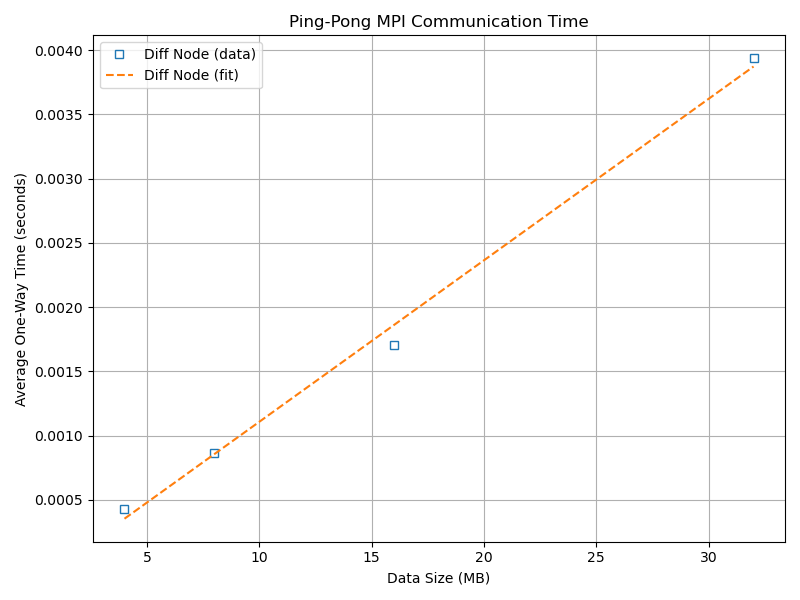 Ping-Pong MPI Communication Time
Diff Node (data)
Diff Node (fit)
Average One-Way Time (seconds)
0.0040
0.0035
0.0030
0.0025
0.0020
0.0015
0.0010
0.0005
5 10 15 20 25 30
Data Size (MB)